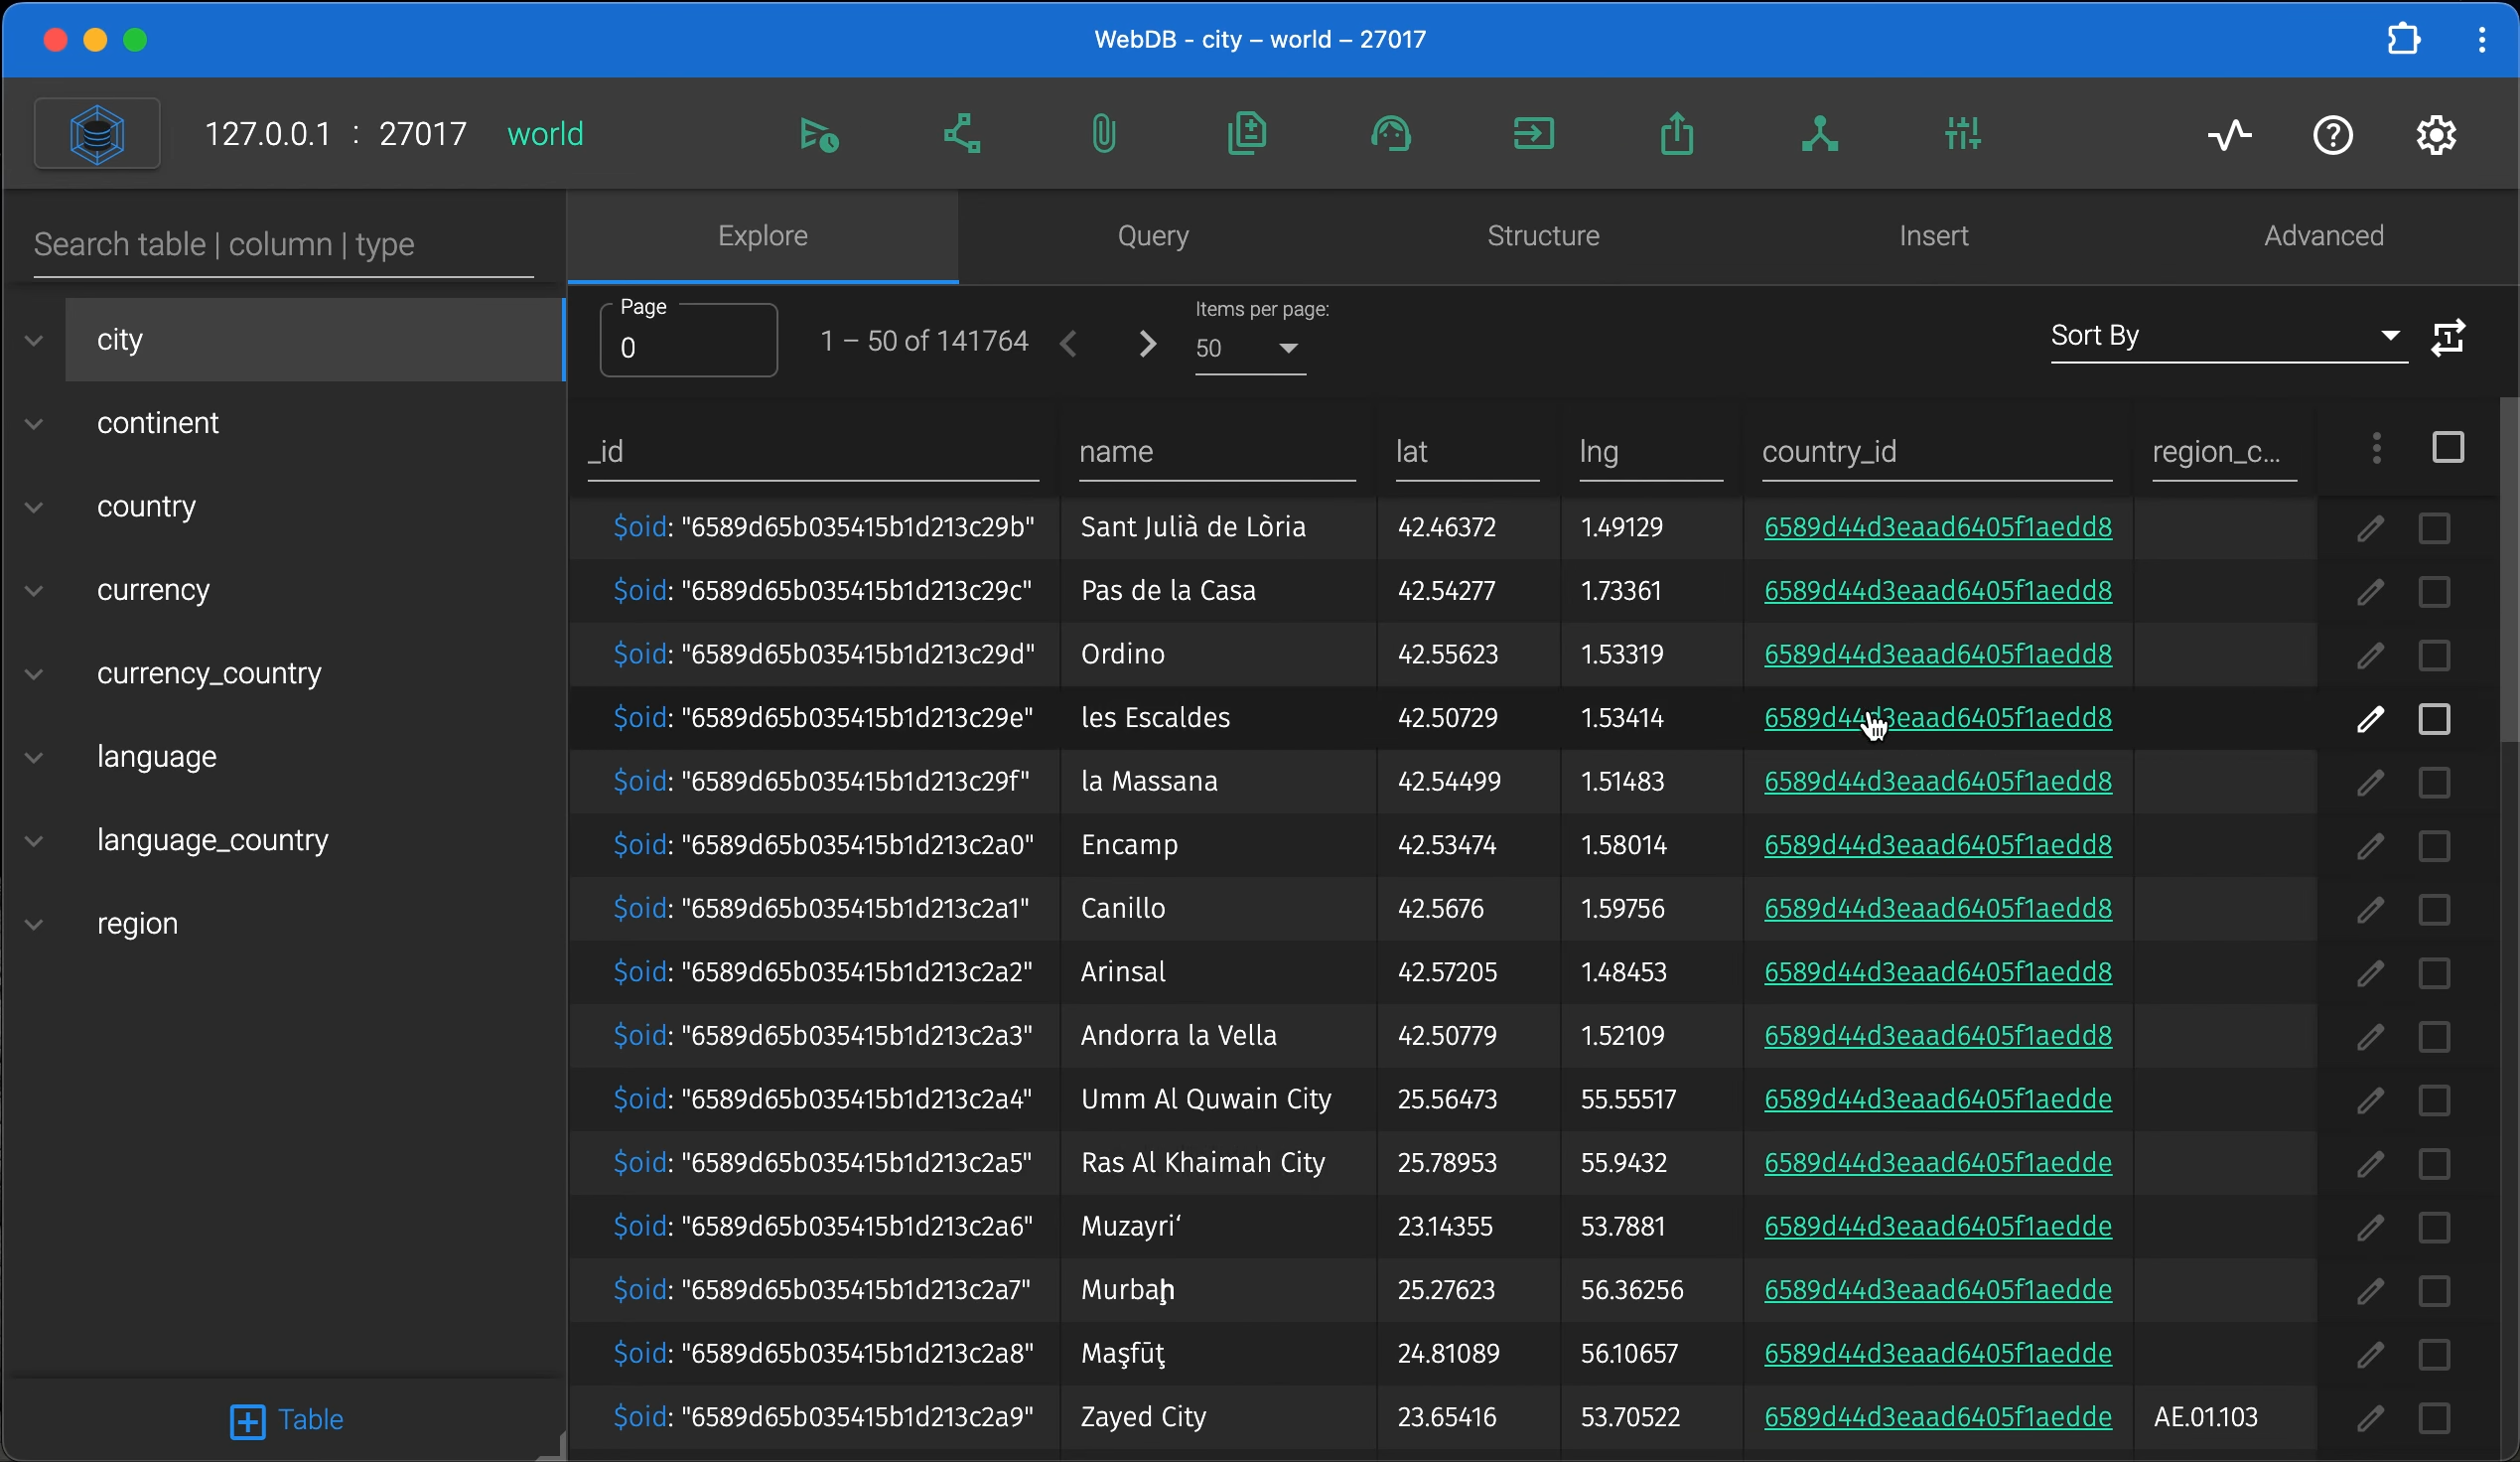 WebDB - city – world – 27017
127.0.0.1 : 27017 world
Search table | column | type
city
continent
country
currency
currency_country
language
language_country
region
Table
Explore Query Structure Insert Advanced
Page
0
1 – 50 of 141764
Items per page:
50
Sort By
_id name lat lng country_id region_c...
$oid: "6589d65b035415b1d213c29b" Sant Julià de Lòria 42.46372 1.49129 6589d44d3eaad6405f1aedd8
$oid: "6589d65b035415b1d213c29c" Pas de la Casa 42.54277 1.73361 6589d44d3eaad6405f1aedd8
$oid: "6589d65b035415b1d213c29d" Ordino 42.55623 1.53319 6589d44d3eaad6405f1aedd8
$oid: "6589d65b035415b1d213c29e" les Escaldes 42.50729 1.53414 6589d44d3eaad6405f1aedd8
$oid: "6589d65b035415b1d213c29f" la Massana 42.54499 1.51483 6589d44d3eaad6405f1aedd8
$oid: "6589d65b035415b1d213c2a0" Encamp 42.53474 1.58014 6589d44d3eaad6405f1aedd8
$oid: "6589d65b035415b1d213c2a1" Canillo 42.5676 1.59756 6589d44d3eaad6405f1aedd8
$oid: "6589d65b035415b1d213c2a2" Arinsal 42.57205 1.48453 6589d44d3eaad6405f1aedd8
$oid: "6589d65b035415b1d213c2a3" Andorra la Vella 42.50779 1.52109 6589d44d3eaad6405f1aedd8
$oid: "6589d65b035415b1d213c2a4" Umm Al Quwain City 25.56473 55.55517 6589d44d3eaad6405f1aedde
$oid: "6589d65b035415b1d213c2a5" Ras Al Khaimah City 25.78953 55.9432 6589d44d3eaad6405f1aedde
$oid: "6589d65b035415b1d213c2a6" Muzayri‘ 23.14355 53.7881 6589d44d3eaad6405f1aedde
$oid: "6589d65b035415b1d213c2a7" Murbaḩ 25.27623 56.36256 6589d44d3eaad6405f1aedde
$oid: "6589d65b035415b1d213c2a8" Maşfūţ 24.81089 56.10657 6589d44d3eaad6405f1aedde
$oid: "6589d65b035415b1d213c2a9" Zayed City 23.65416 53.70522 6589d44d3eaad6405f1aedde AE.01.103